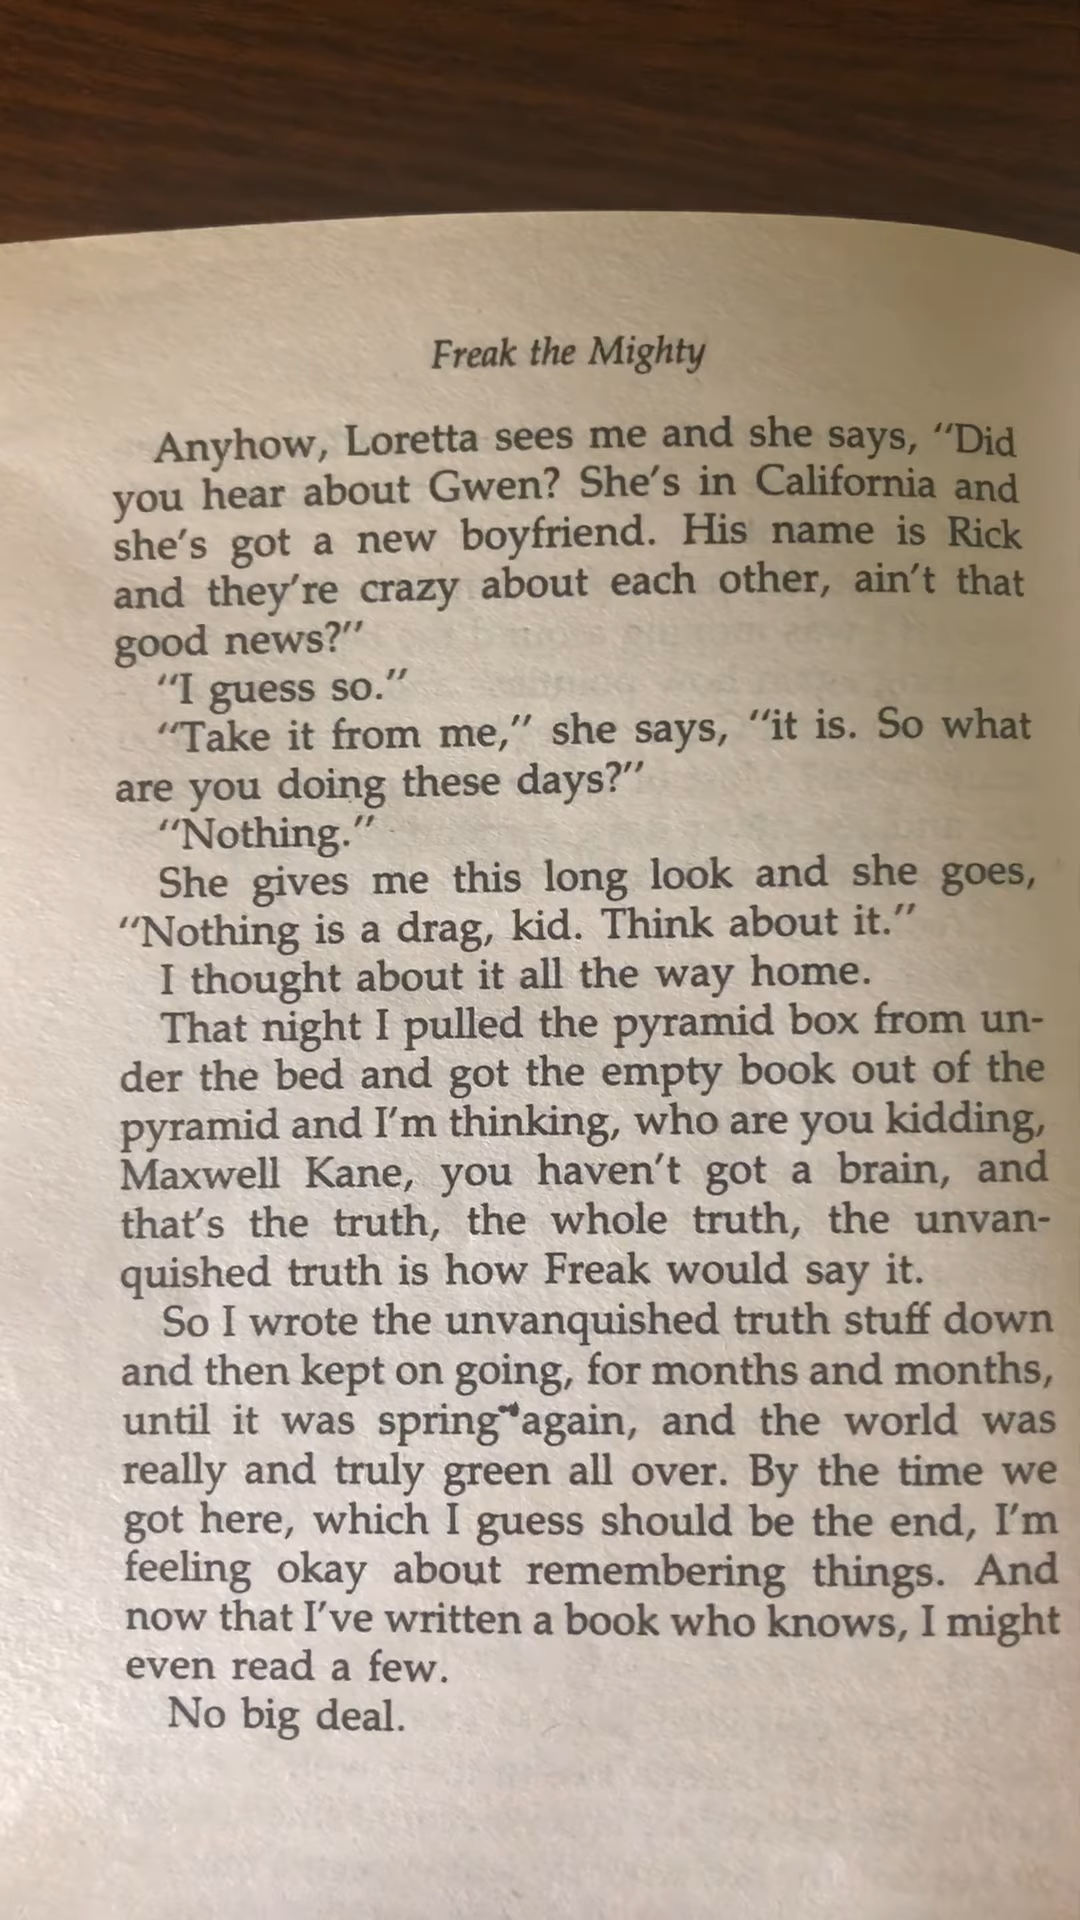 Freak the Mighty
Anyhow, Loretta sees me and she says, "Did
you hear about Gwen? She's in California and
she's got a new boyfriend. His name is Rick
and they're crazy about each other, ain't that
good news?"
"I guess so."
"Take it from me," she says, "it is. So what
are you doing these days?"
"Nothing."
She gives me this long look and she goes,
"Nothing is a drag, kid. Think about it."
I thought about it all the way home.
That night I pulled the pyramid box from un-
der the bed and got the empty book out of the
pyramid and I'm thinking, who are you kidding,
Maxwell Kane, you haven't got a brain, and
that's the truth, the whole truth, the unvan-
quished truth is how Freak would say it.
So I wrote the unvanquished truth stuff down
and then kept on going, for months and months,
until it was spring again, and the world was
really and truly green all over. By the time we
got here, which I guess should be the end, I'm
feeling okay about remembering things. And
now that I've written a book who knows, I might
even read a few.
No big deal.